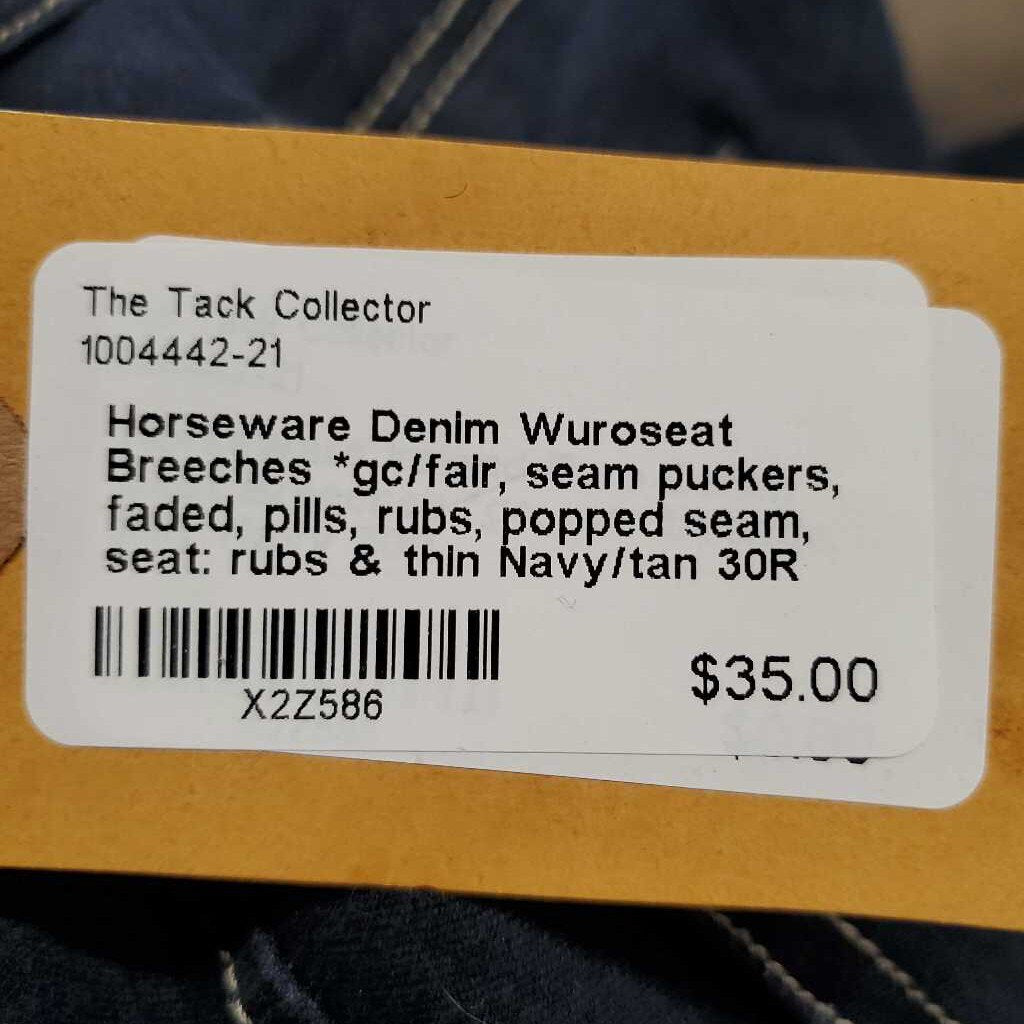 The Tack Collector
1004442-21
Horseware Denim Wuroseat
Breeches *gc/fair, seam puckers,
faded, pills, rubs, popped seam,
seat: rubs & thin Navy/tan 30R
X2Z586
$35.00